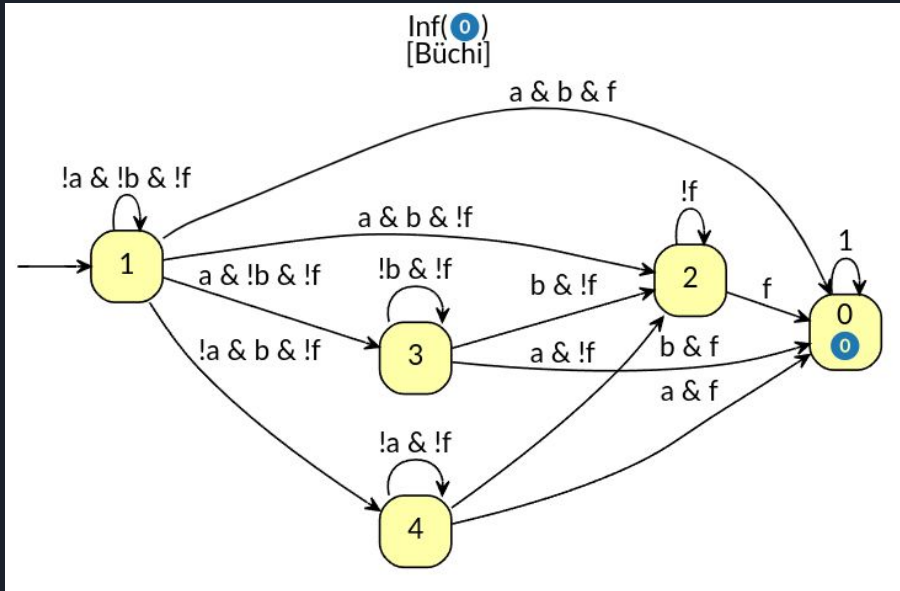 Inf(0)
[Büchi]
a & b & f
!a & !b & !f
1
a & b & !f
a & !b & !f
!a & b & !f
!b & !f
3
b & !f
a & !f
b & f
a & f
!a & !f
4
!f
2
f
1
0
0